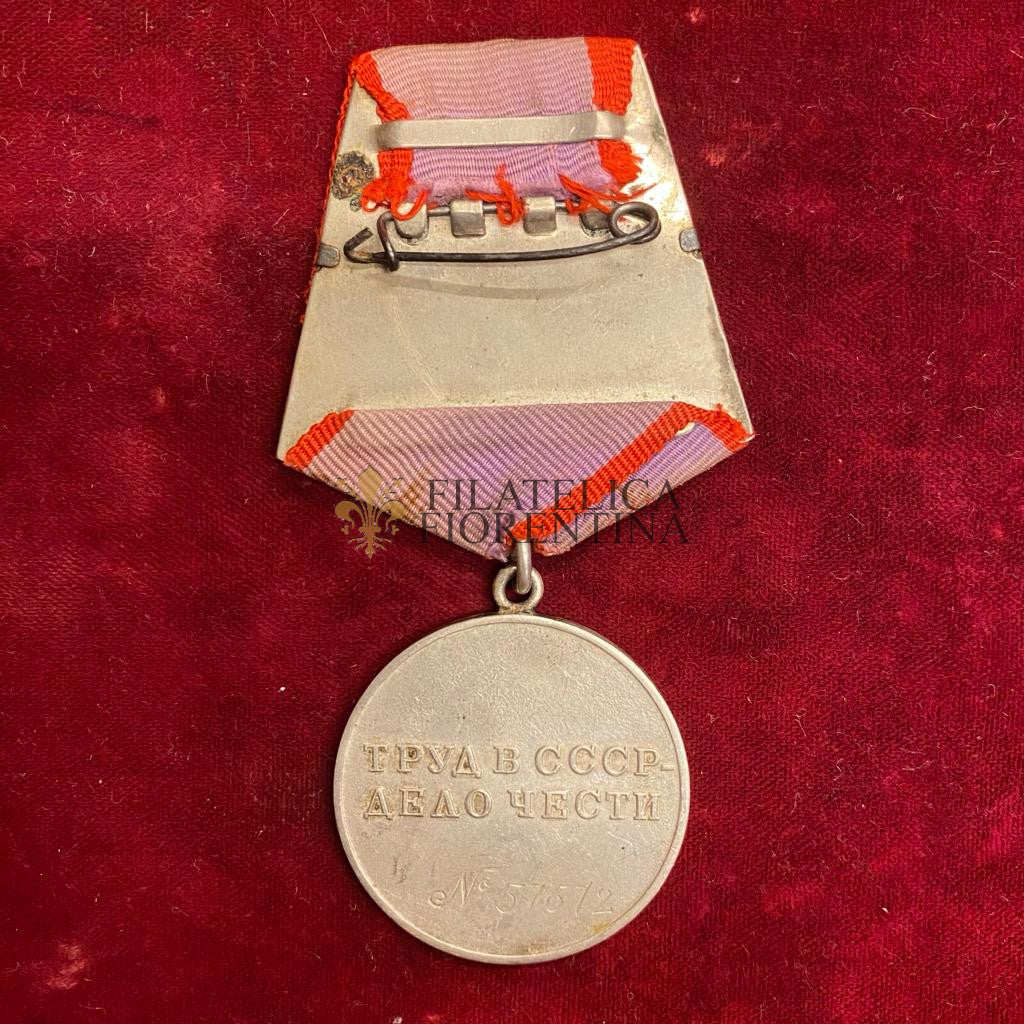 FILATELICA
FIORENTINA
ТРУД В СССР-
ДЕЛО ЧЕСТИ
№ 57572